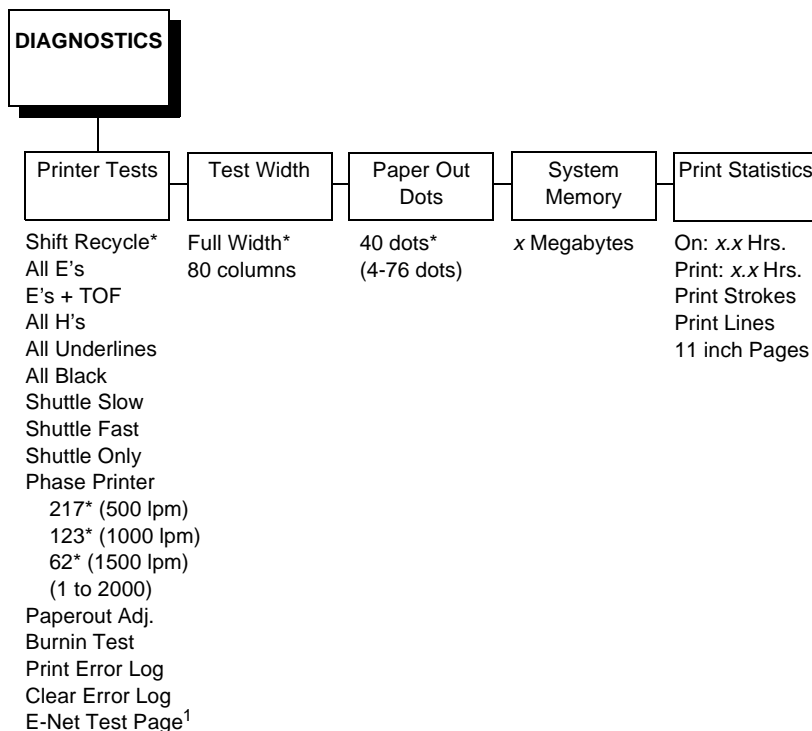 DIAGNOSTICS
Printer Tests
Shift Recycle*
All E's
E's + TOF
All H's
All Underlines
All Black
Shuttle Slow
Shuttle Fast
Shuttle Only
Phase Printer
217* (500 lpm)
123* (1000 lpm)
62* (1500 lpm)
(1 to 2000)
Paperout Adj.
Burnin Test
Print Error Log
Clear Error Log
E-Net Test Page1
Test Width
Full Width*
80 columns
Paper Out
Dots
40 dots*
(4-76 dots)
System
Memory
x Megabytes
Print Statistics
On: x.x Hrs.
Print: x.x Hrs.
Print Strokes
Print Lines
11 inch Pages